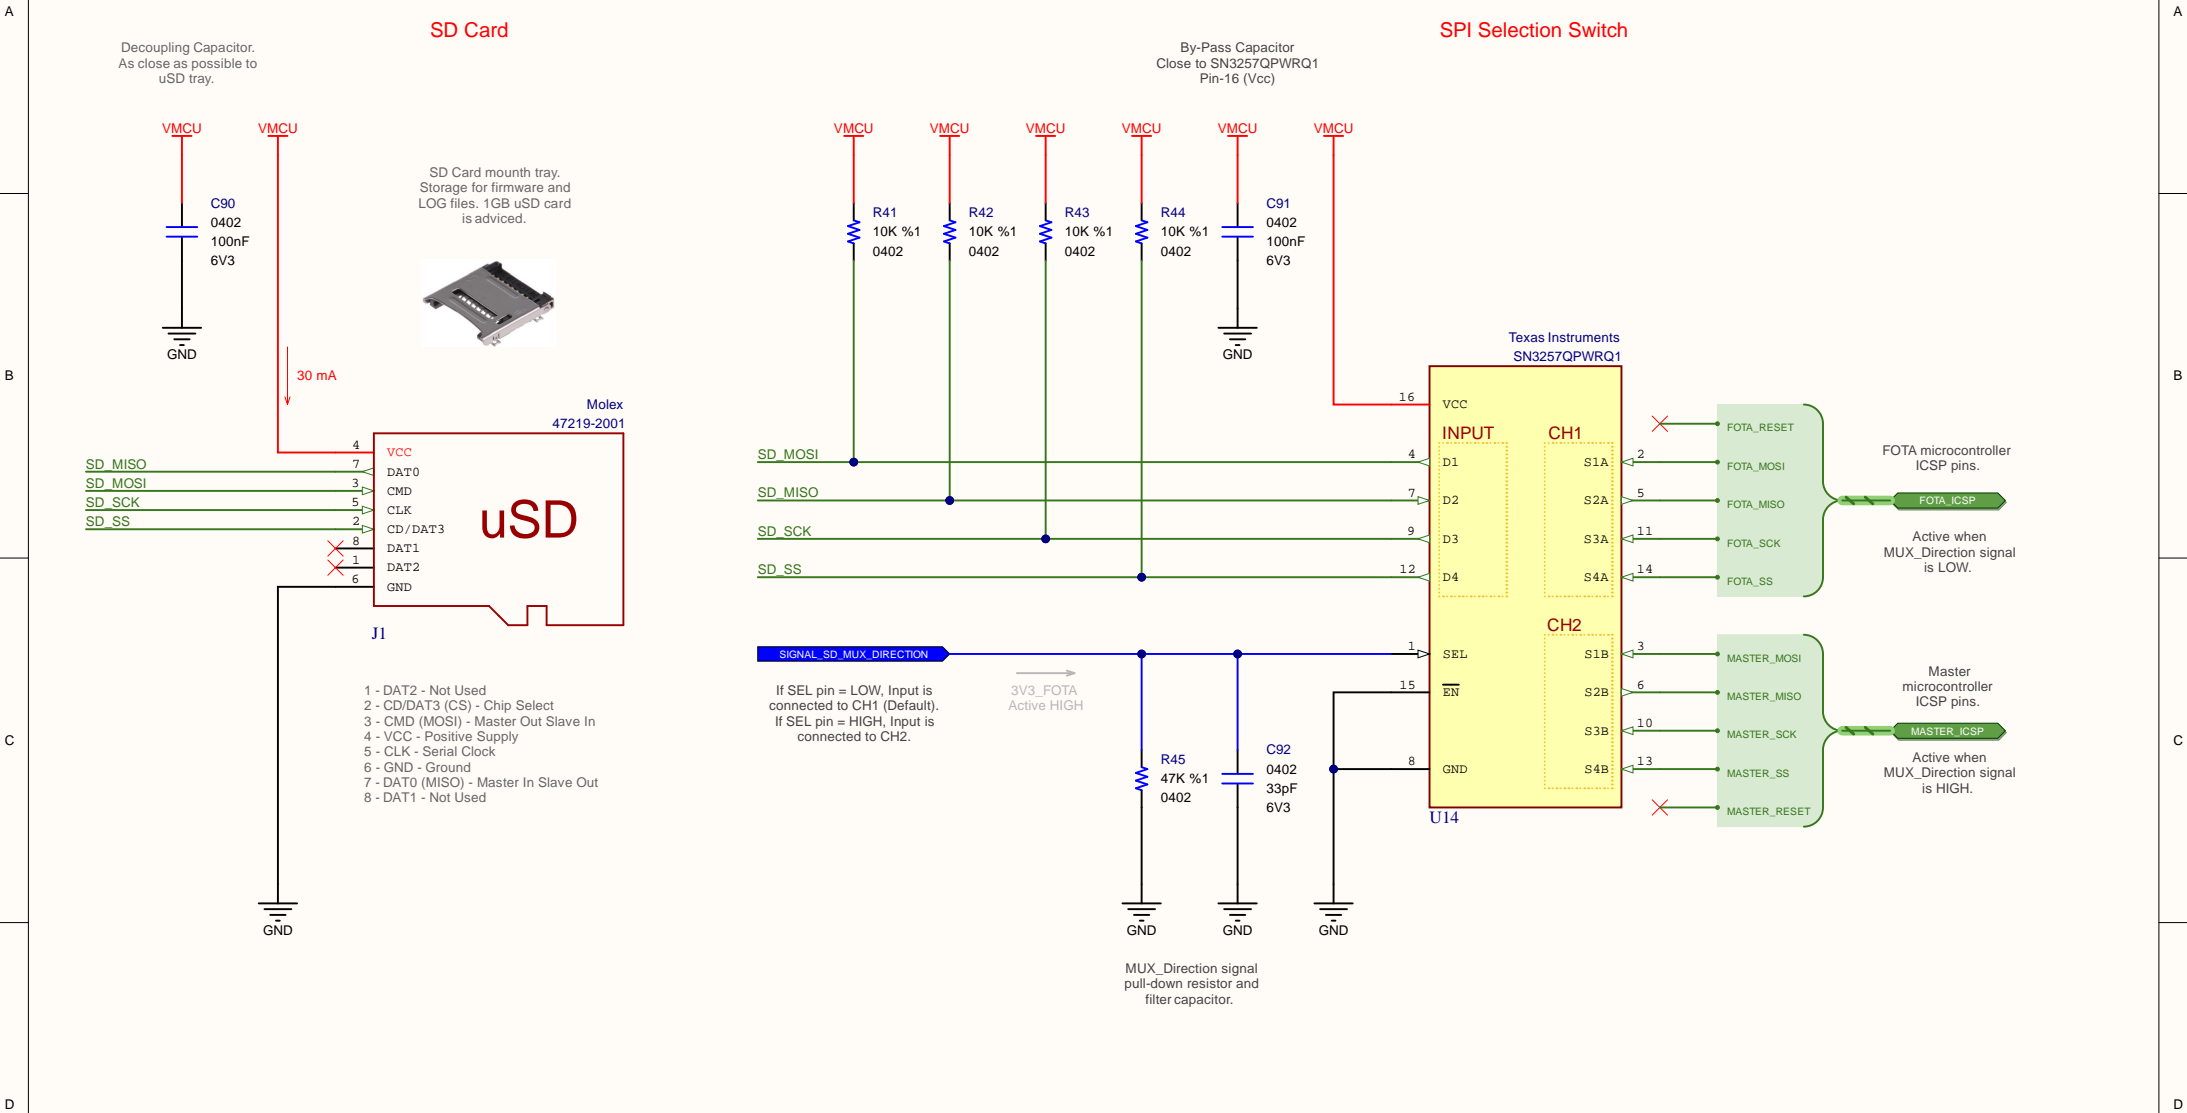 A
A
SD Card
SPI Selection Switch
Decoupling Capacitor.
As close as possible to
uSD tray.
By-Pass Capacitor
Close to SN3257QPWRQ1
Pin-16 (Vcc)
VMCU
VMCU
VMCU
VMCU
VMCU
VMCU
VMCU
VMCU
SD Card mounth tray.
Storage for firmware and
LOG files. 1GB uSD card
is adviced.
C90
0402
100nF
6V3
R41
10K %1
0402
R42
10K %1
0402
R43
10K %1
0402
R44
10K %1
0402
C91
0402
100nF
6V3
GND
GND
B
B
30 mA
Molex
47219-2001
4 VCC
SD_MISO 7 DAT0
SD_MOSI 3 CMD
SD_SCK 5 CLK
SD_SS 2 CD/DAT3
8 DAT1
1 DAT2
6 GND
uSD
J1
Texas Instruments
SN3257QPWRQ1
16 VCC
INPUT
CH1
SD_MOSI 4 D1
SD_MISO 7 D2
SD_SCK 9 D3
SD_SS 12 D4
S1A 2
S2A 5
S3A 11
S4A 14
FOTA_RESET
FOTA_MOSI
FOTA_MISO
FOTA_SCK
FOTA_SS
FOTA microcontroller
ICSP pins.
FOTA_ICSP
Active when
MUX_Direction signal
is LOW.
CH2
SIGNAL_SD_MUX_DIRECTION
1 SEL
15 EN
8 GND
S1B 3
S2B 6
S3B 10
S4B 13
U14
MASTER_MOSI
MASTER_MISO
MASTER_SCK
MASTER_SS
MASTER_RESET
Master
microcontroller
ICSP pins.
MASTER_ICSP
Active when
MUX_Direction signal
is HIGH.
If SEL pin = LOW, Input is
connected to CH1 (Default).
If SEL pin = HIGH, Input is
connected to CH2.
3V3_FOTA
Active HIGH
1 - DAT2 - Not Used
2 - CD/DAT3 (CS) - Chip Select
3 - CMD (MOSI) - Master Out Slave In
4 - VCC - Positive Supply
5 - CLK - Serial Clock
6 - GND - Ground
7 - DAT0 (MISO) - Master In Slave Out
8 - DAT1 - Not Used
C
C
R45
47K %1
0402
C92
0402
33pF
6V3
GND
GND
GND
GND
MUX_Direction signal
pull-down resistor and
filter capacitor.
D
D